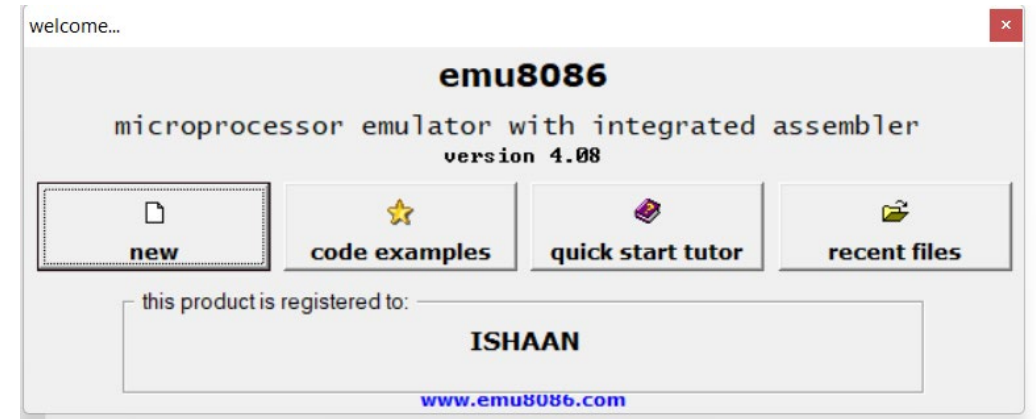 welcome...
emu8086
microprocessor emulator with integrated assembler
version 4.08
new code examples quick start tutor recent files
this product is registered to:
ISHAAN
www.emu8086.com